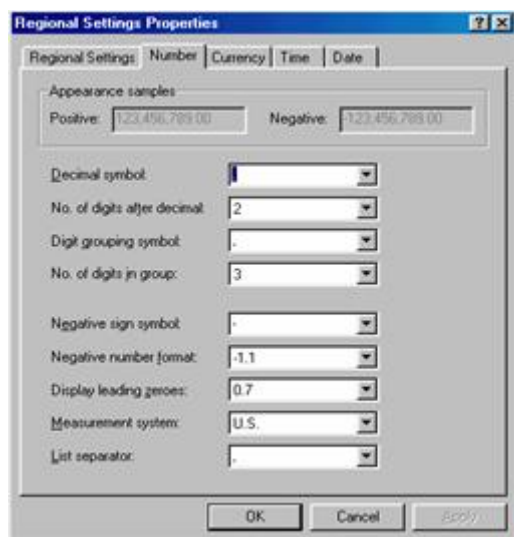 Regional Settings Properties
Regional Settings Number Currency Time Date
Appearance samples
Positive: 123,456,789.00 Negative: -123,456,789.00
Decimal symbol:
No. of digits after decimal: 2
Digit grouping symbol: ,
No. of digits in group: 3
Negative sign symbol: -
Negative number format: -1.1
Display leading zeroes: 0.7
Measurement system: U.S.
List separator: ,
OK Cancel Apply